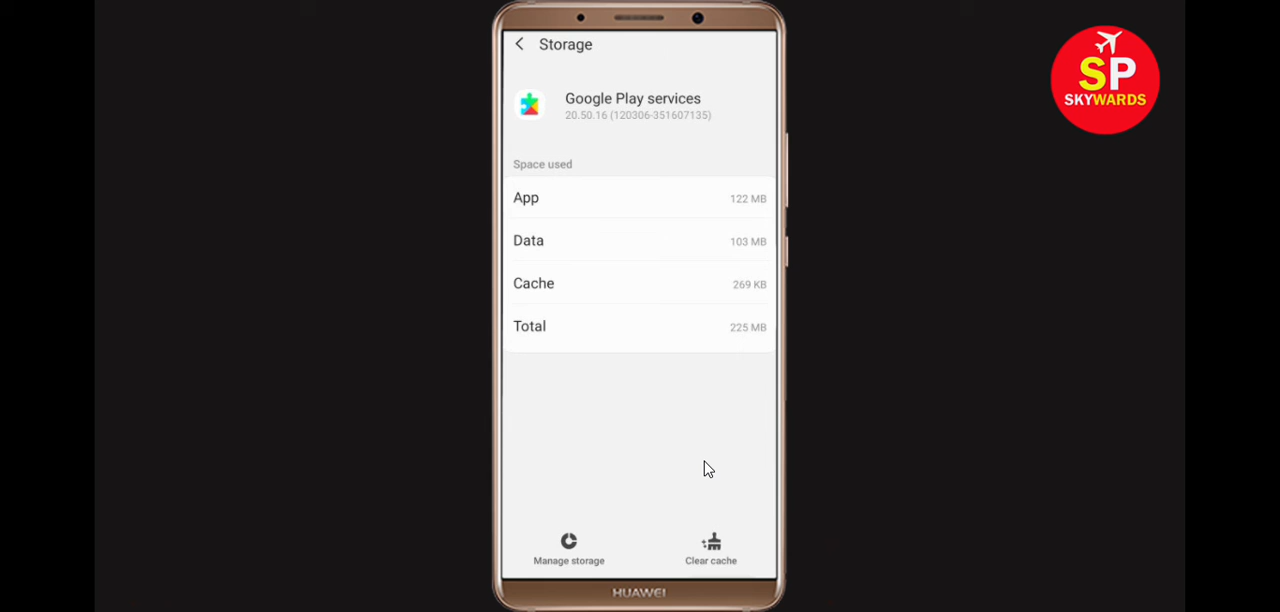 Storage
Google Play services
20.50.16 (120306-351607135)
Space used
App 122 MB
Data 103 MB
Cache 269 KB
Total 225 MB
Manage storage Clear cache
HUAWEI
SP
SKYWARDS